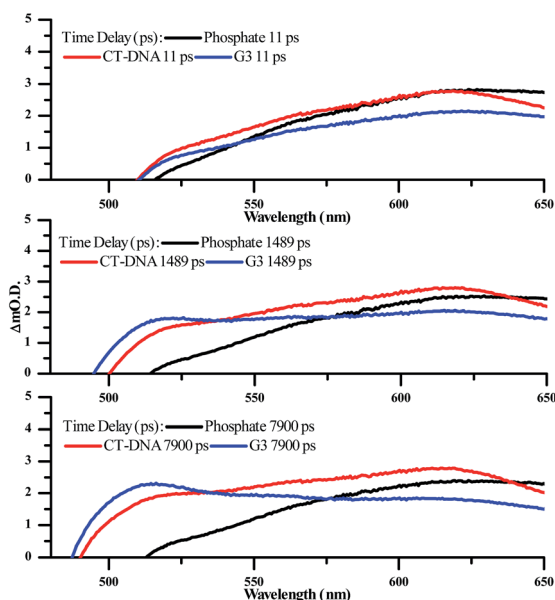 5
Time Delay (ps): Phosphate 11 ps
4
CT-DNA 11 ps G3 11 ps
3
2
1
0
500 550 600 650
Wavelength (nm)
5
Time Delay (ps): Phosphate 1489 ps
4
CT-DNA 1489 ps G3 1489 ps
3
2
1
0
ΔmO.D.
500 550 600 650
Wavelength (nm)
5
Time Delay (ps): Phosphate 7900 ps
4
CT-DNA 7900 ps G3 7900 ps
3
2
1
0
500 550 600 650
Wavelength (nm)